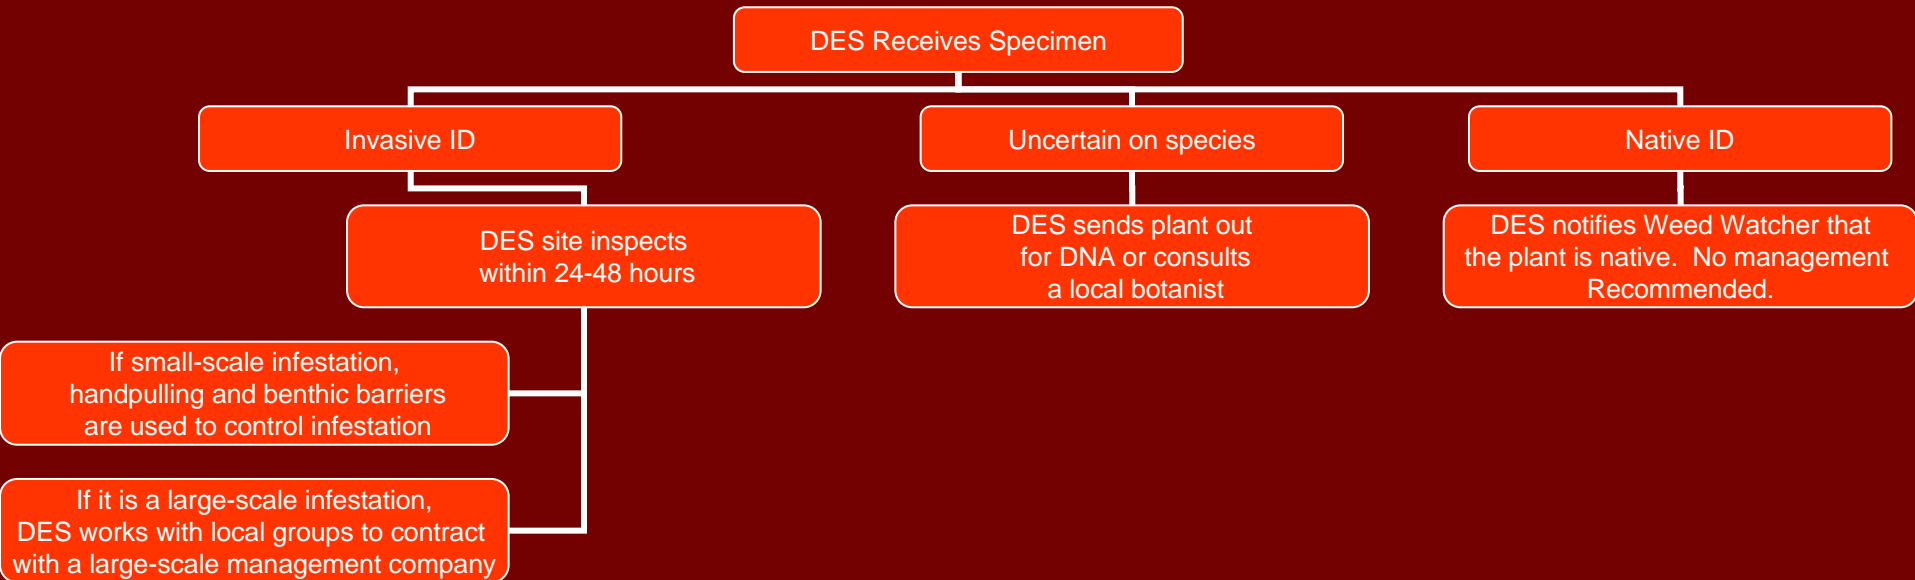 DES Receives Specimen
Invasive ID
Uncertain on species
Native ID
DES site inspects
within 24-48 hours
DES sends plant out
for DNA or consults
a local botanist
DES notifies Weed Watcher that
the plant is native.  No management
Recommended.
If small-scale infestation,
handpulling and benthic barriers
are used to control infestation
If it is a large-scale infestation,
DES works with local groups to contract
with a large-scale management company